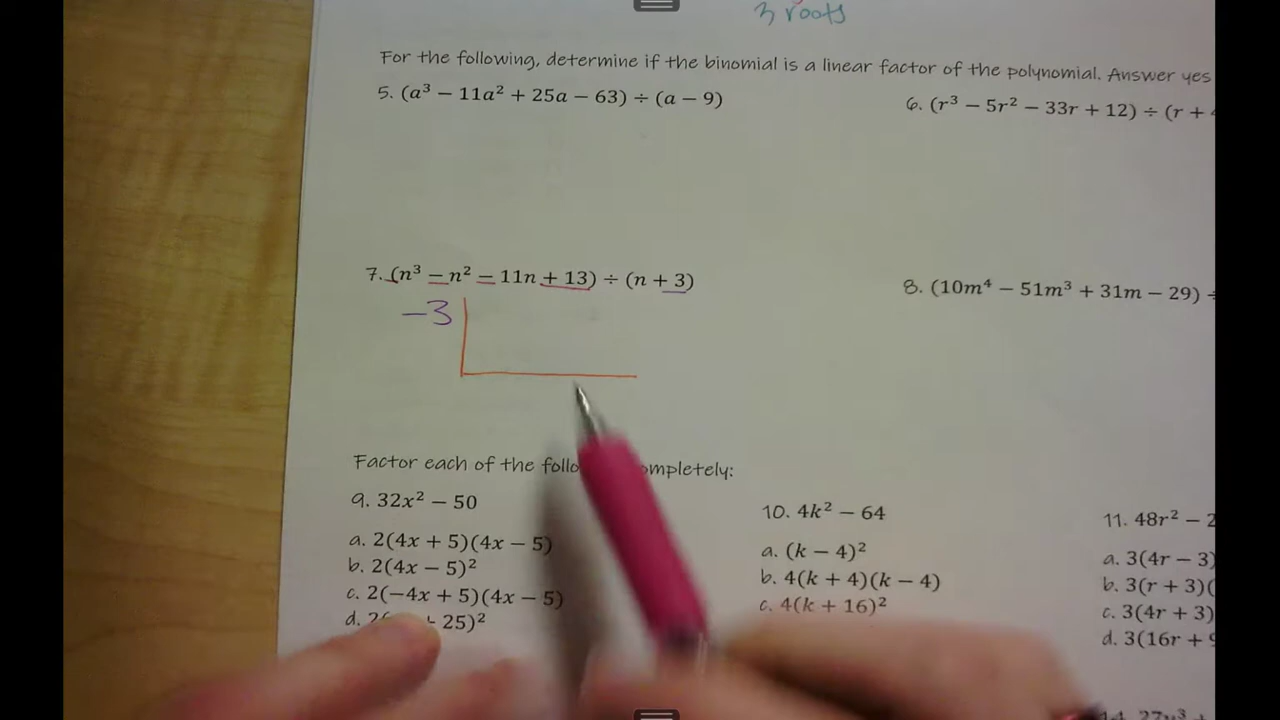 3 roots
For the following, determine if the binomial is a linear factor of the polynomial. Answer yes
5. (a³ − 11a² + 25a − 63) ÷ (a − 9)
6. (r³ − 5r² − 33r + 12) ÷ (r +
7. (n³ − n² − 11n + 13) ÷ (n + 3)
8. (10m⁴ − 51m³ + 31m − 29) ÷
−3
Factor each of the
9. 32x² − 50
10. 4k² − 64
11. 48r² −
a. 2(4x + 5)(4x − 5)
b. 2(4x − 5)²
c. 2(−4x + 5)(4x − 5)
d. + 25)²
a. (k − 4)²
b. 4(k + 4)(k − 4)
c. 4(k + 16)²
a. 3(4r − 3)
b. 3(r + 3)(
c. 3(4r + 3)
d. 3(16r +